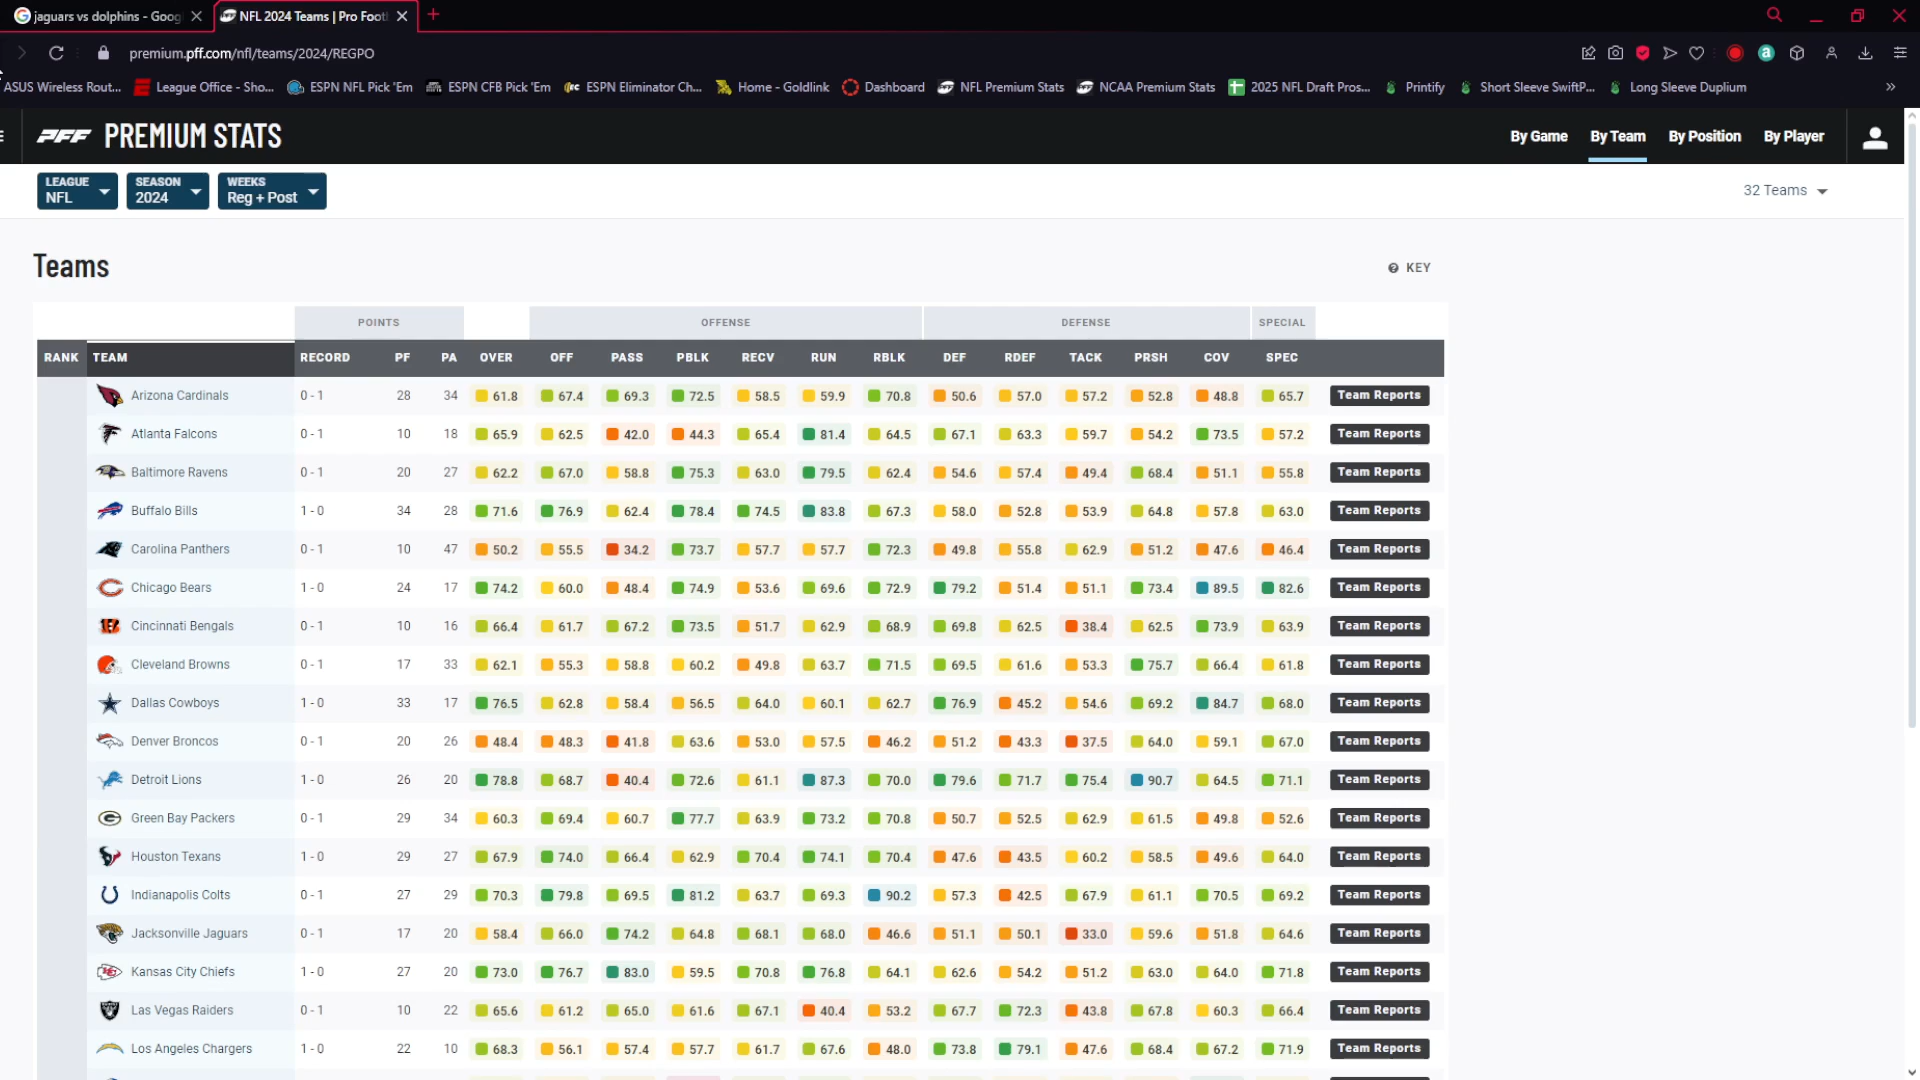 jaguars vs dolphins - Goog
NFL 2024 Teams | Pro Foot
premium.pff.com/nfl/teams/2024/REGPO
ASUS Wireless Rout... League Office - Sho... ESPN NFL Pick 'Em ESPN CFB Pick 'Em ESPN Eliminator Ch... Home - Goldlink Dashboard NFL Premium Stats NCAA Premium Stats 2025 NFL Draft Pros... Printify Short Sleeve SwiftP... Long Sleeve Duplium »
PFF PREMIUM STATS By Game By Team By Position By Player
LEAGUE SEASON WEEKS
NFL 2024 Reg + Post 32 Teams
Teams KEY
POINTS OFFENSE DEFENSE SPECIAL
RANK TEAM RECORD PF PA OVER OFF PASS PBLK RECV RUN RBLK DEF RDEF TACK PRSH COV SPEC
Arizona Cardinals 0 - 1 28 34 61.8 67.4 69.3 72.5 58.5 59.9 70.8 50.6 57.0 57.2 52.8 48.8 65.7 Team Reports
Atlanta Falcons 0 - 1 10 18 65.9 62.5 42.0 44.3 65.4 81.4 64.5 67.1 63.3 59.7 54.2 73.5 57.2 Team Reports
Baltimore Ravens 0 - 1 20 27 62.2 67.0 58.8 75.3 63.0 79.5 62.4 54.6 57.4 49.4 68.4 51.1 55.8 Team Reports
Buffalo Bills 1 - 0 34 28 71.6 76.9 62.4 78.4 74.5 83.8 67.3 58.0 52.8 53.9 64.8 57.8 63.0 Team Reports
Carolina Panthers 0 - 1 10 47 50.2 55.5 34.2 73.7 57.7 57.7 72.3 49.8 55.8 62.9 51.2 47.6 46.4 Team Reports
Chicago Bears 1 - 0 24 17 74.2 60.0 48.4 74.9 53.6 69.6 72.9 79.2 51.4 51.1 73.4 89.5 82.6 Team Reports
Cincinnati Bengals 0 - 1 10 16 66.4 61.7 67.2 73.5 51.7 62.9 68.9 69.8 62.5 38.4 62.5 73.9 63.9 Team Reports
Cleveland Browns 0 - 1 17 33 62.1 55.3 58.8 60.2 49.8 63.7 71.5 69.5 61.6 53.3 75.7 66.4 61.8 Team Reports
Dallas Cowboys 1 - 0 33 17 76.5 62.8 58.4 56.5 64.0 60.1 62.7 76.9 45.2 54.6 69.2 84.7 68.0 Team Reports
Denver Broncos 0 - 1 20 26 48.4 48.3 41.8 63.6 53.0 57.5 46.2 51.2 43.3 37.5 64.0 59.1 67.0 Team Reports
Detroit Lions 1 - 0 26 20 78.8 68.7 40.4 72.6 61.1 87.3 70.0 79.6 71.7 75.4 90.7 64.5 71.1 Team Reports
Green Bay Packers 0 - 1 29 34 60.3 69.4 60.7 77.7 63.9 73.2 70.8 50.7 52.5 62.9 61.5 49.8 52.6 Team Reports
Houston Texans 1 - 0 29 27 67.9 74.0 66.4 62.9 70.4 74.1 70.4 47.6 43.5 60.2 58.5 49.6 64.0 Team Reports
Indianapolis Colts 0 - 1 27 29 70.3 79.8 69.5 81.2 63.7 69.3 90.2 57.3 42.5 67.9 61.1 70.5 69.2 Team Reports
Jacksonville Jaguars 0 - 1 17 20 58.4 66.0 74.2 64.8 68.1 68.0 46.6 51.1 50.1 33.0 59.6 51.8 64.6 Team Reports
Kansas City Chiefs 1 - 0 27 20 73.0 76.7 83.0 59.5 70.8 76.8 64.1 62.6 54.2 51.2 63.0 64.0 71.8 Team Reports
Las Vegas Raiders 0 - 1 10 22 65.6 61.2 65.0 61.6 67.1 40.4 53.2 67.7 72.3 43.8 67.8 60.3 66.4 Team Reports
Los Angeles Chargers 1 - 0 22 10 68.3 56.1 57.4 57.7 61.7 67.6 48.0 73.8 79.1 47.6 68.4 67.2 71.9 Team Reports